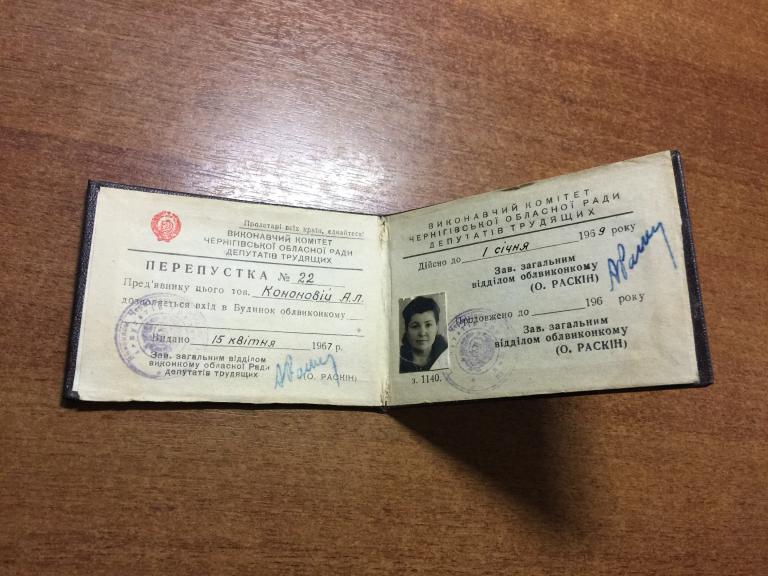 Пролетарі всіх країн, єднайтеся!
ВИКОНАВЧИЙ КОМІТЕТ
ЧЕРНІГІВСЬКОЇ ОБЛАСНОЇ РАДИ
ДЕПУТАТІВ ТРУДЯЩИХ
ПЕРЕПУСТКА № 22
Пред'явнику цього тов. Кононовій А.Л.
дозволяється вхід в Будинок облвиконкому
Видано 15 квітня 1967 р.
Зав. загальним відділом
виконкому обласної Ради
депутатів трудящих
(О. РАСКІН)
ВИКОНАВЧИЙ КОМІТЕТ
ЧЕРНІГІВСЬКОЇ ОБЛАСНОЇ РАДИ
ДЕПУТАТІВ ТРУДЯЩИХ
Дійсно до 1 січня 1969 року
Зав. загальним
відділом облвиконкому
(О. РАСКІН)
Продовжено до 196 року
Зав. загальним
відділом облвиконкому
(О. РАСКІН)
з. 1140.